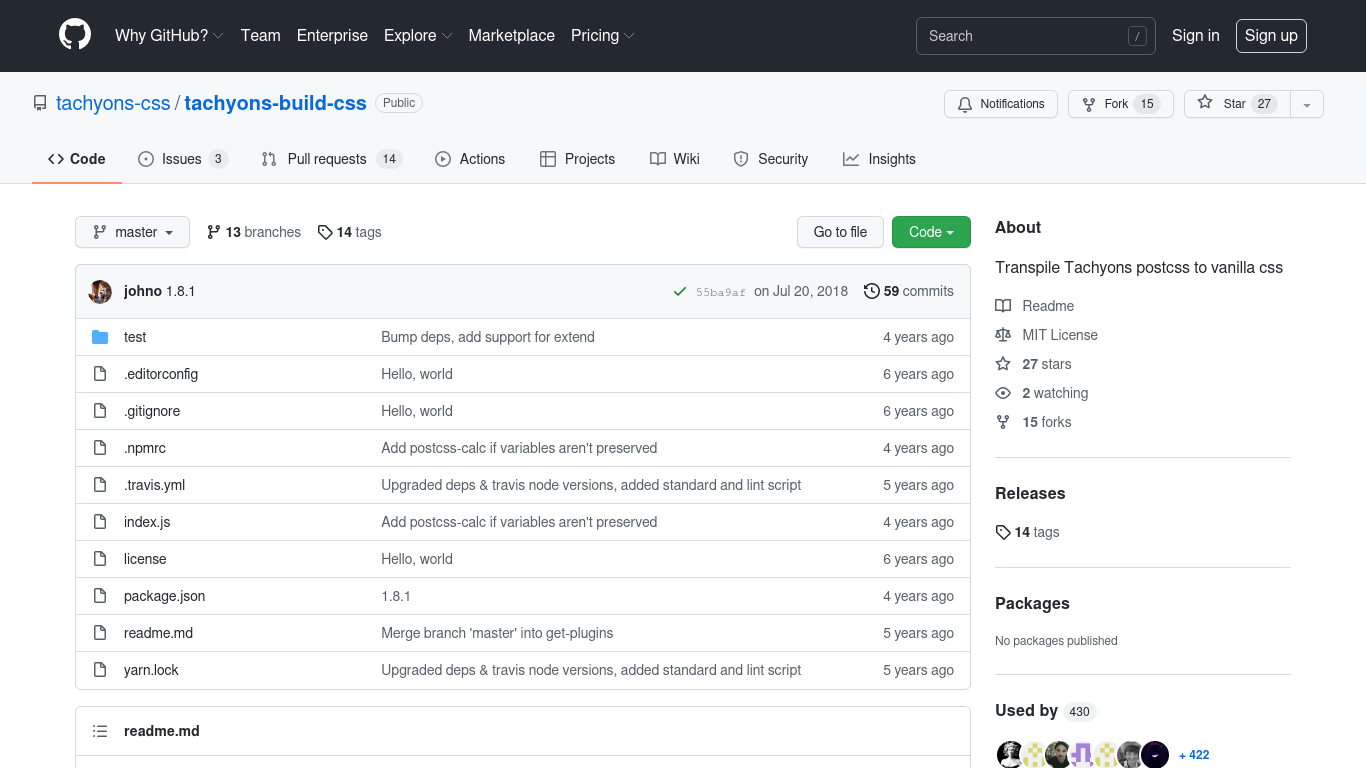 Why GitHub? Team Enterprise Explore Marketplace Pricing Search / Sign in Sign up
tachyons-css / tachyons-build-css Public Notifications Fork 15 Star 27
Code Issues 3 Pull requests 14 Actions Projects Wiki Security Insights
master 13 branches 14 tags Go to file Code
johno 1.8.1 55ba9af on Jul 20, 2018 59 commits
test Bump deps, add support for extend 4 years ago
.editorconfig Hello, world 6 years ago
.gitignore Hello, world 6 years ago
.npmrc Add postcss-calc if variables aren't preserved 4 years ago
.travis.yml Upgraded deps & travis node versions, added standard and lint script 5 years ago
index.js Add postcss-calc if variables aren't preserved 4 years ago
license Hello, world 6 years ago
package.json 1.8.1 4 years ago
readme.md Merge branch 'master' into get-plugins 5 years ago
yarn.lock Upgraded deps & travis node versions, added standard and lint script 5 years ago
readme.md
About
Transpile Tachyons postcss to vanilla css
Readme
MIT License
27 stars
2 watching
15 forks
Releases
14 tags
Packages
No packages published
Used by 430
+ 422